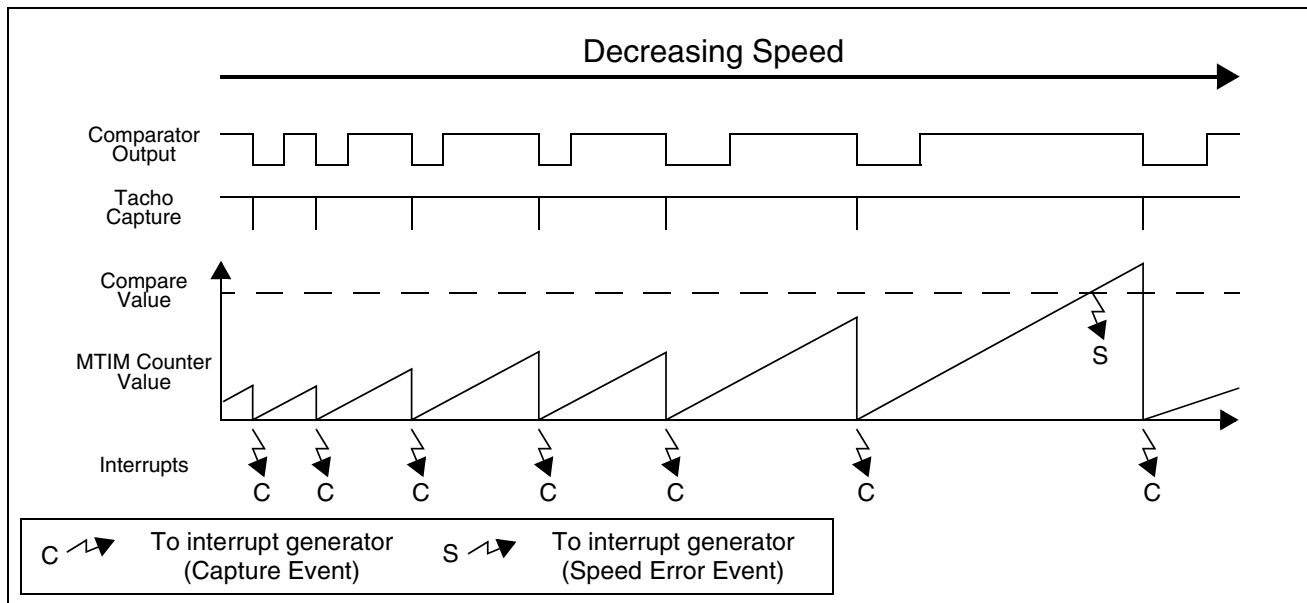 Decreasing Speed
Comparator
Output
Tacho
Capture
Compare
Value
S
MTIM Counter
Value
Interrupts
C C C C C C C
C To interrupt generator
(Capture Event)
S To interrupt generator
(Speed Error Event)